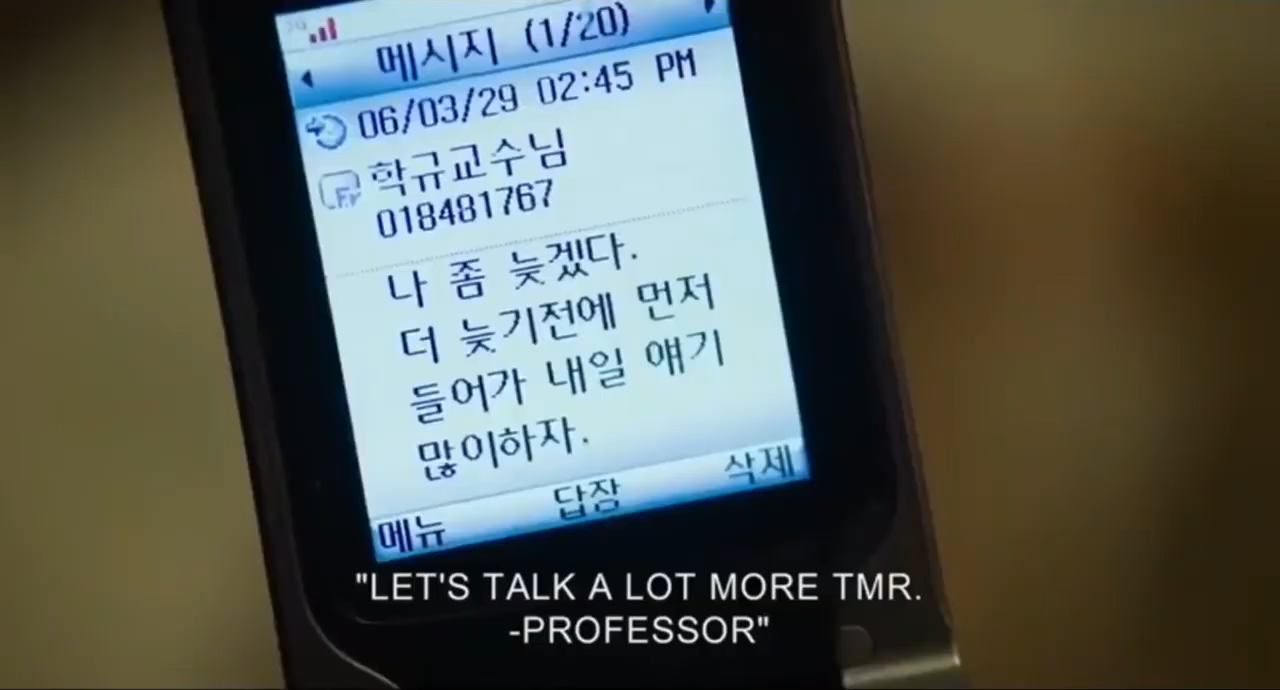 메시지 (1/20)
06/03/29 02:45 PM
학규교수님
018481767
나 좀 늦겠다.
더 늦기전에 먼저
들어가 내일 얘기
많이하자.
메뉴 답장 삭제
"LET'S TALK A LOT MORE TMR.
-PROFESSOR"